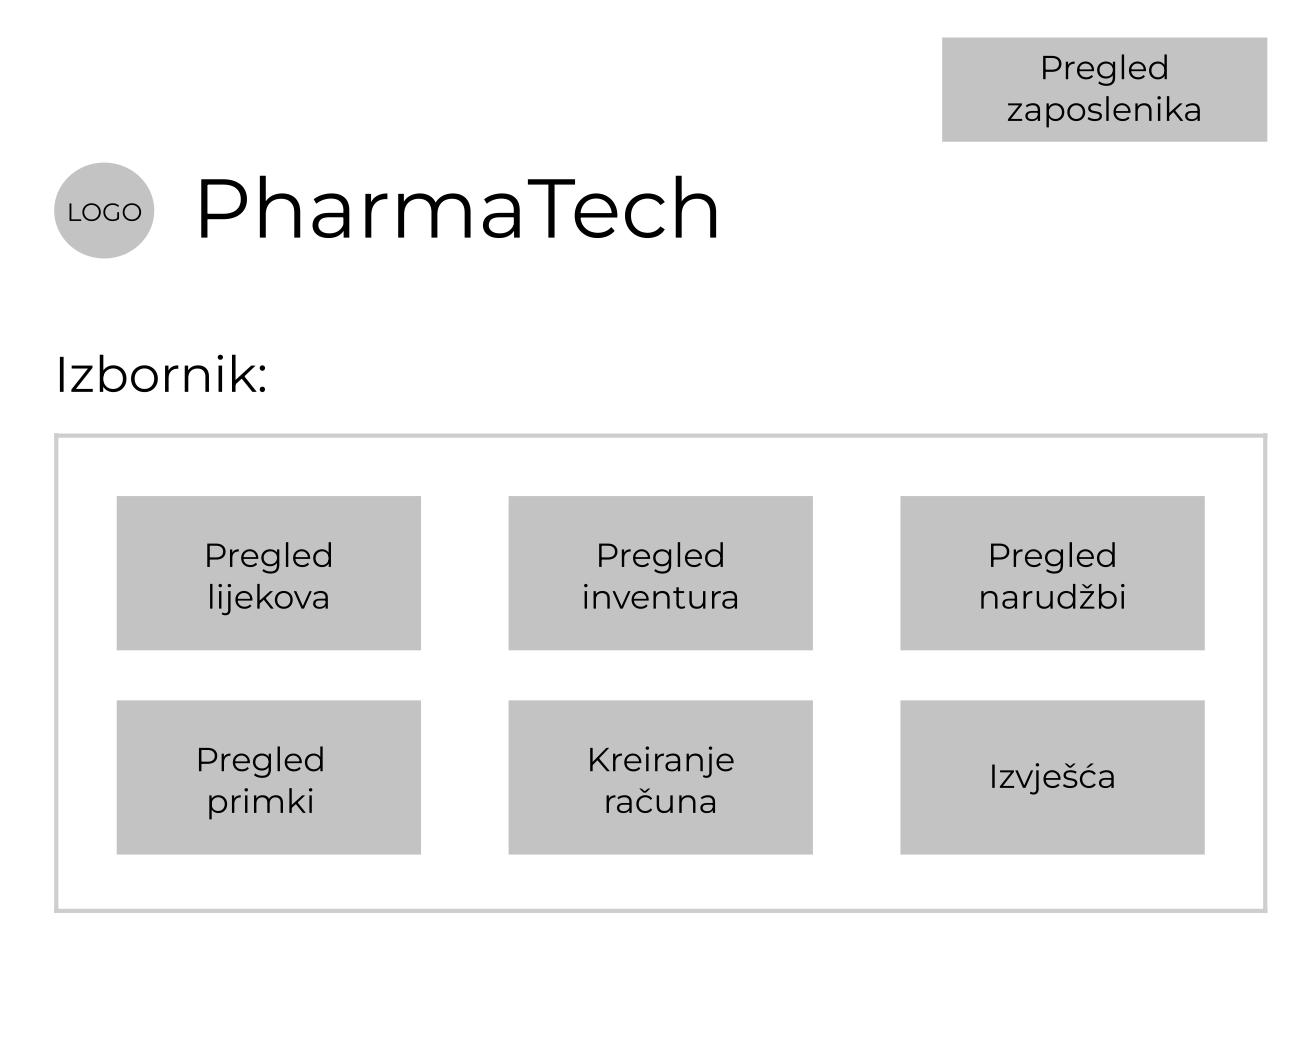 Pregled
zaposlenika
LOGO
PharmaTech
Izbornik:
Pregled
lijekova
Pregled
inventura
Pregled
narudžbi
Pregled
primki
Kreiranje
računa
Izvješća